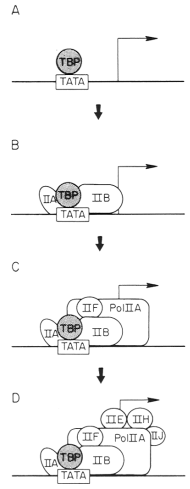 A
TBP
TATA
B
IIA TBP IIB
TATA
C
IIF PolIIA
TBP
IIA IIB
TATA
D
IIE IIH
IIF PolIIA IIJ
TBP
IIA IIB
TATA